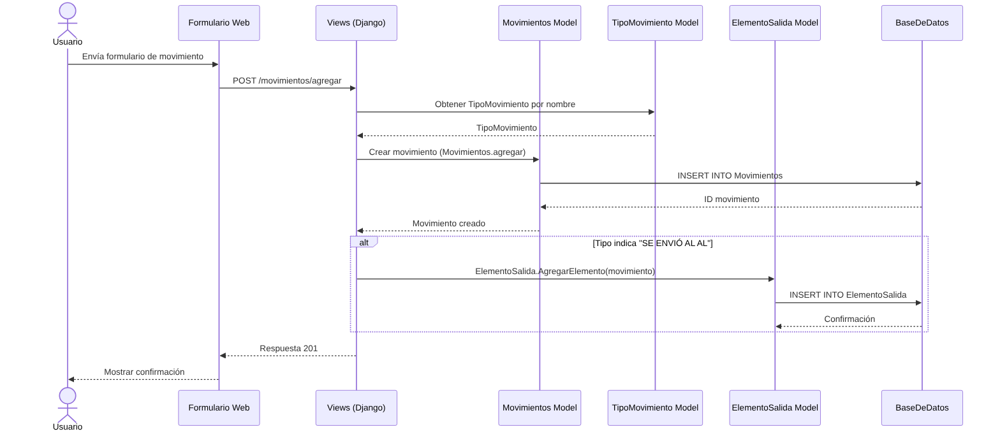 Usuario
Formulario Web
Views (Django)
Movimientos Model
TipoMovimiento Model
ElementoSalida Model
BaseDeDatos
Envía formulario de movimiento
POST /movimientos/agregar
Obtener TipoMovimiento por nombre
TipoMovimiento
Crear movimiento (Movimientos.agregar)
INSERT INTO Movimientos
ID movimiento
Movimiento creado
alt
[Tipo indica "SE ENVIÓ AL AL"]
ElementoSalida.AgregarElemento(movimiento)
INSERT INTO ElementoSalida
Confirmación
Respuesta 201
Mostrar confirmación
Usuario
Formulario Web
Views (Django)
Movimientos Model
TipoMovimiento Model
ElementoSalida Model
BaseDeDatos